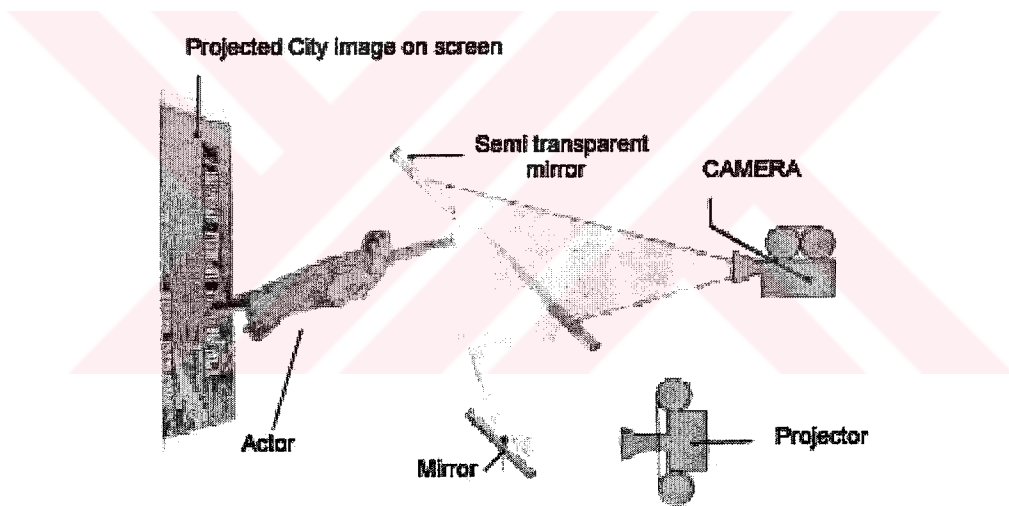 Projected City image on screen
Semi transparent
mirror
CAMERA
Actor
Mirror
Projector